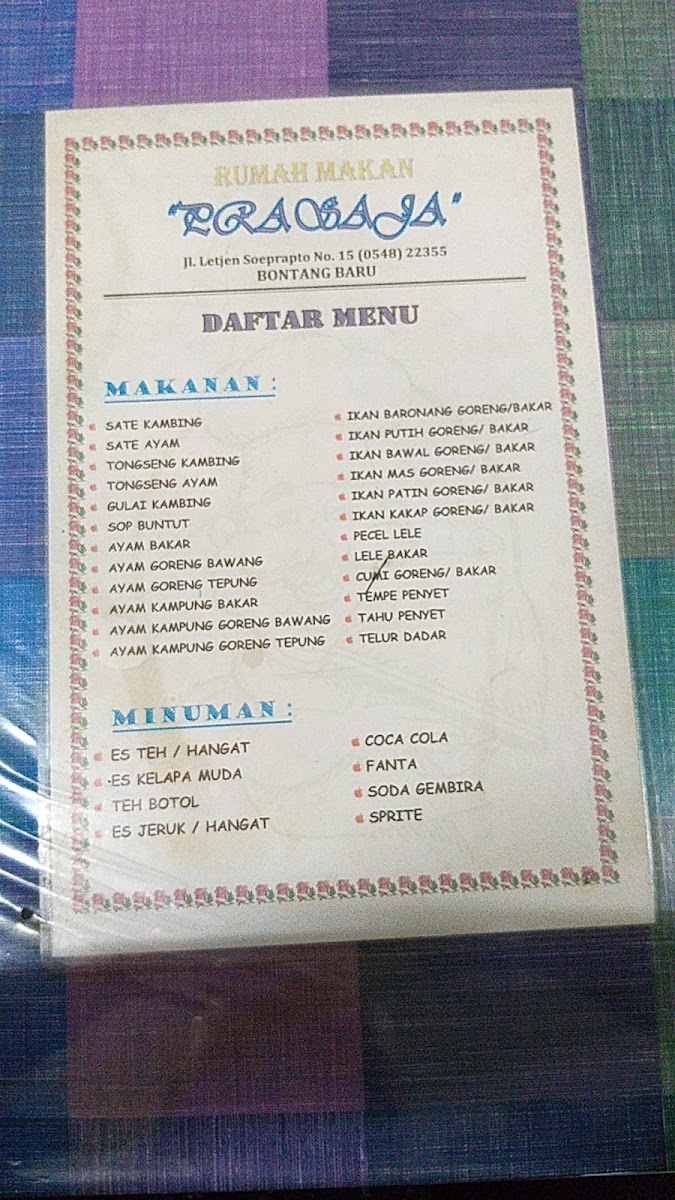 RUMAH MAKAN
"PRASAJA"
Jl. Letjen Soeprapto No. 15 (0548) 22355
BONTANG BARU
DAFTAR MENU
MAKANAN :
SATE KAMBING
SATE AYAM
TONGSENG KAMBING
TONGSENG AYAM
GULAI KAMBING
SOP BUNTUT
AYAM BAKAR
AYAM GORENG BAWANG
AYAM GORENG TEPUNG
AYAM KAMPUNG BAKAR
AYAM KAMPUNG GORENG BAWANG
AYAM KAMPUNG GORENG TEPUNG
IKAN BARONANG GORENG/BAKAR
IKAN PUTIH GORENG/ BAKAR
IKAN BAWAL GORENG/ BAKAR
IKAN MAS GORENG/ BAKAR
IKAN PATIN GORENG/ BAKAR
IKAN KAKAP GORENG/ BAKAR
PECEL LELE
LELE BAKAR
CUMI GORENG/ BAKAR
TEMPE PENYET
TAHU PENYET
TELUR DADAR
MINUMAN :
ES TEH / HANGAT
ES KELAPA MUDA
TEH BOTOL
ES JERUK / HANGAT
COCA COLA
FANTA
SODA GEMBIRA
SPRITE